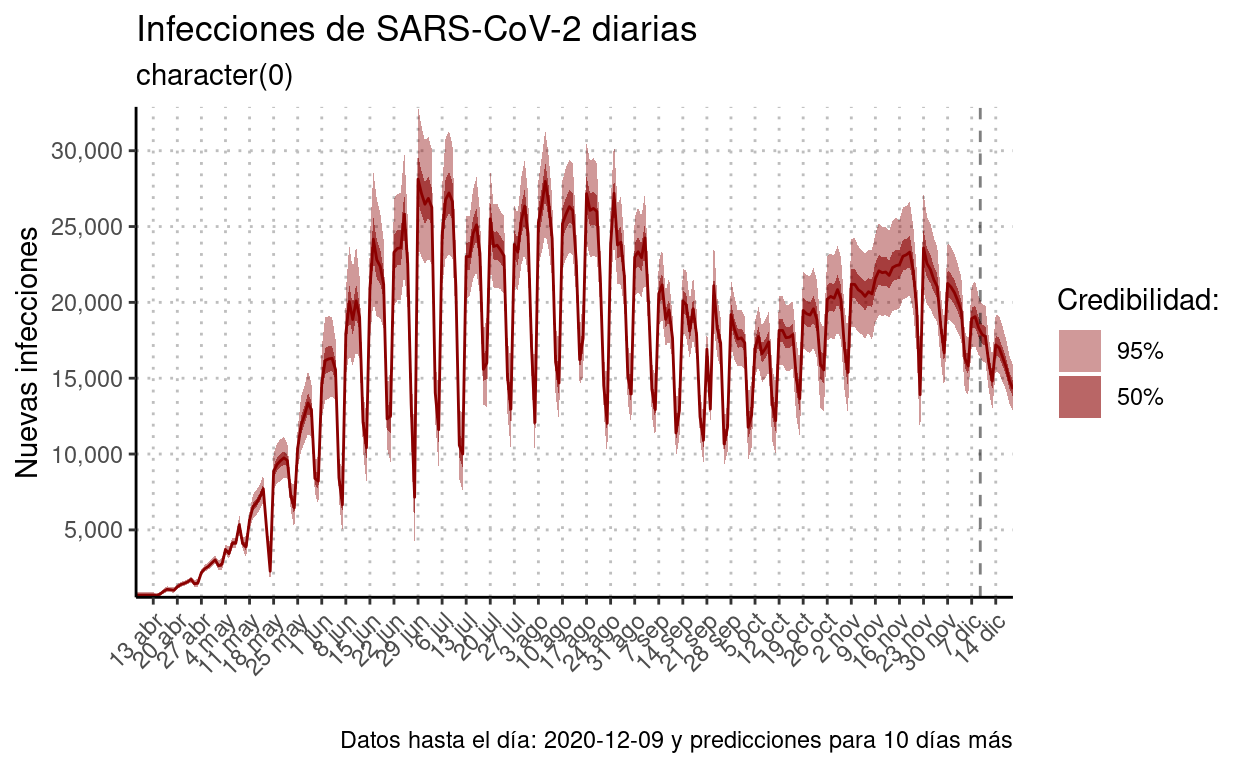 Infecciones de SARS-CoV-2 diarias
character(0)
Nuevas infecciones
30,000
25,000
20,000
15,000
10,000
5,000
13 abr
20 abr
27 abr
4 may
11 may
18 may
25 may
1 jun
8 jun
15 jun
22 jun
29 jun
6 jul
13 jul
20 jul
27 jul
3 ago
10 ago
17 ago
24 ago
31 ago
7 sep
14 sep
21 sep
28 sep
5 oct
12 oct
19 oct
26 oct
2 nov
9 nov
16 nov
23 nov
30 nov
7 dic
14 dic
Credibilidad:
95%
50%
Datos hasta el día: 2020-12-09 y predicciones para 10 días más